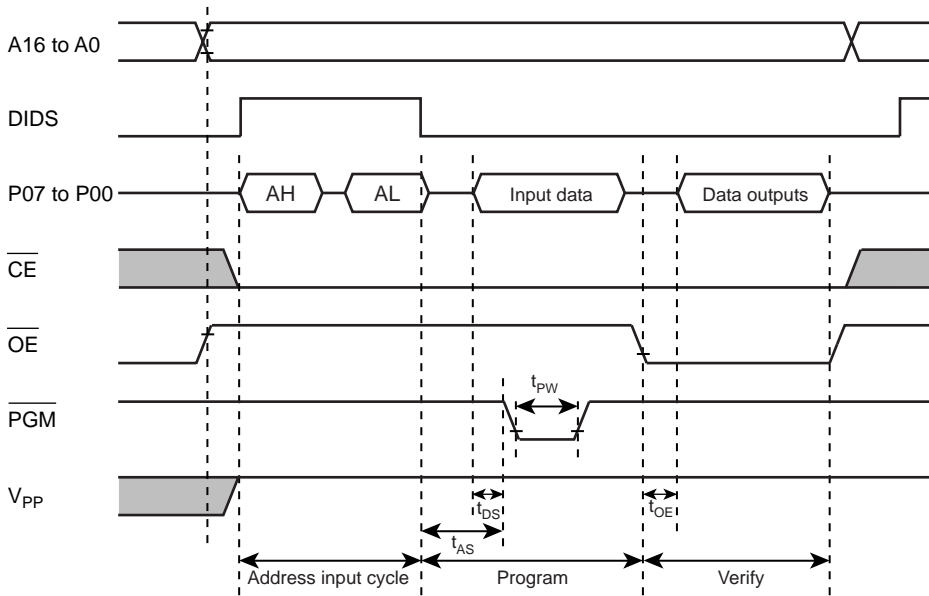 A16 to A0
DIDS
P07 to P00
AH
AL
Input data
Data outputs
CE
OE
PGM
tPW
VPP
tDS
tOE
tAS
Address input cycle
Program
Verify